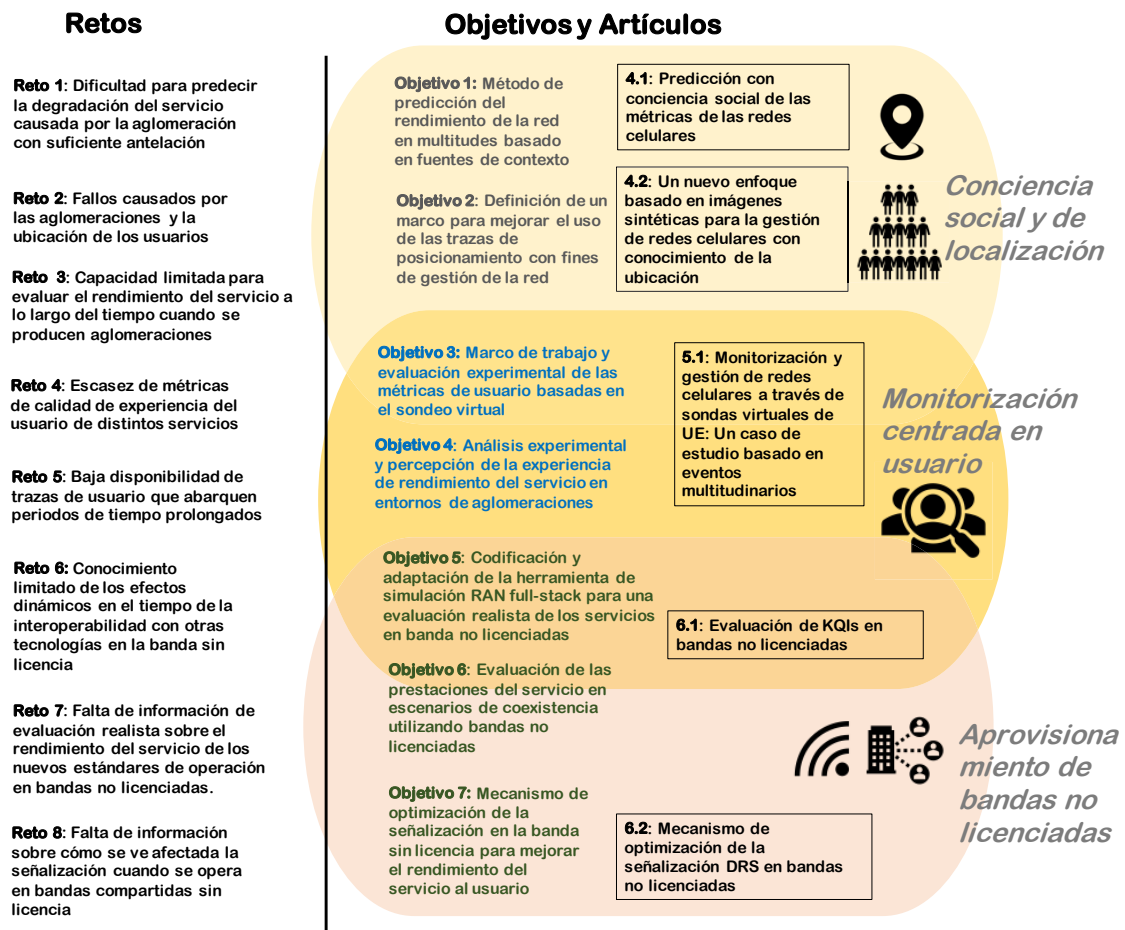 Retos
Reto 1: Dificultad para predecir
la degradación del servicio
causada por la aglomeración
con suficiente antelación
Reto 2: Fallos causados por
las aglomeraciones y la
ubicación de los usuarios
Reto 3: Capacidad limitada para
evaluar el rendimiento del servicio a
lo largo del tiempo cuando se
producen aglomeraciones
Reto 4: Escasez de métricas
de calidad de experiencia del
usuario de distintos servicios
Reto 5: Baja disponibilidad de
trazas de usuario que abarquen
periodos de tiempo prolongados
Reto 6: Conocimiento
limitado de los efectos
dinámicos en el tiempo de la
interoperabilidad con otras
tecnologías en la banda sin
licencia
Reto 7: Falta de información de
evaluación realista sobre el
rendimiento del servicio de los
nuevos estándares de operación
en bandas no licenciadas.
Reto 8: Falta de información
sobre cómo se ve afectada la
señalización cuando se opera
en bandas compartidas sin
licencia
Objetivos y Artículos
Objetivo 1: Método de
predicción del
rendimiento de la red
en multitudes basado
en fuentes de contexto
4.1: Predicción con
conciencia social de las
métricas de las redes
celulares
Objetivo 2: Definición de un
marco para mejorar el uso
de las trazas de
posicionamiento con fines
de gestión de la red
4.2: Un nuevo enfoque
basado en imágenes
sintéticas para la gestión
de redes celulares con
conocimiento de la
ubicación
Conciencia
social y de
localización
Objetivo 3: Marco de trabajo y
evaluación experimental de las
métricas de usuario basadas en
el sondeo virtual
Objetivo 4: Análisis experimental
y percepción de la experiencia
de rendimiento del servicio en
entornos de aglomeraciones
5.1: Monitorización y
gestión de redes
celulares a través de
sondas virtuales de
UE: Un caso de
estudio basado en
eventos
multitudinarios
Monitorización
centrada en
usuario
Objetivo 5: Codificación y
adaptación de la herramienta de
simulación RAN full-stack para una
evaluación realista de los servicios
en banda no licenciadas
6.1: Evaluación de KQIs en
bandas no licenciadas
Objetivo 6: Evaluación de las
prestaciones del servicio en
escenarios de coexistencia
utilizando bandas no
licenciadas
Objetivo 7: Mecanismo de
optimización de la
señalización en la banda
sin licencia para mejorar
el rendimiento del
servicio al usuario
6.2: Mecanismo de
optimización de la
señalización DRS en bandas
no licenciadas
Aprovisiona
miento de
bandas no
licenciadas